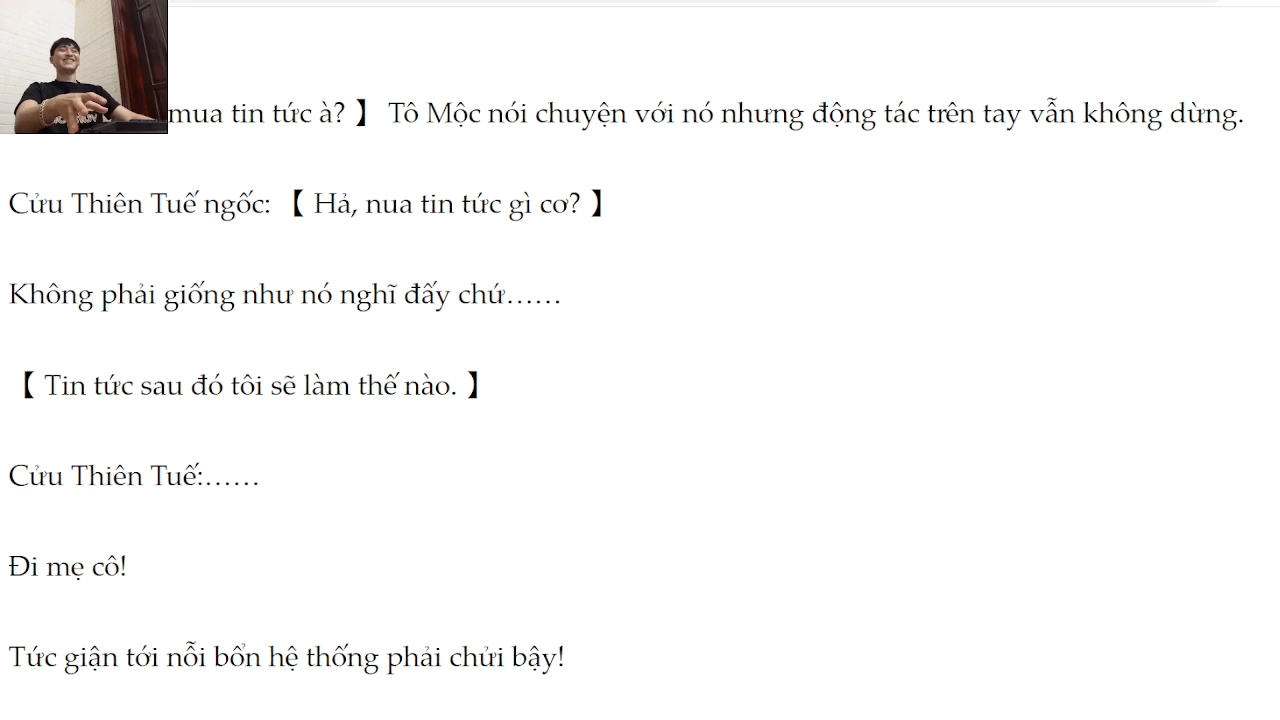 mua tin tức à? 】 Tô Mộc nói chuyện với nó nhưng động tác trên tay vẫn không dừng.
Cửu Thiên Tuế ngốc: 【 Hả, nua tin tức gì cơ? 】
Không phải giống như nó nghĩ đấy chứ……
【 Tin tức sau đó tôi sẽ làm thế nào. 】
Cửu Thiên Tuế:……
Đi mẹ cô!
Tức giận tới nỗi bổn hệ thống phải chửi bậy!